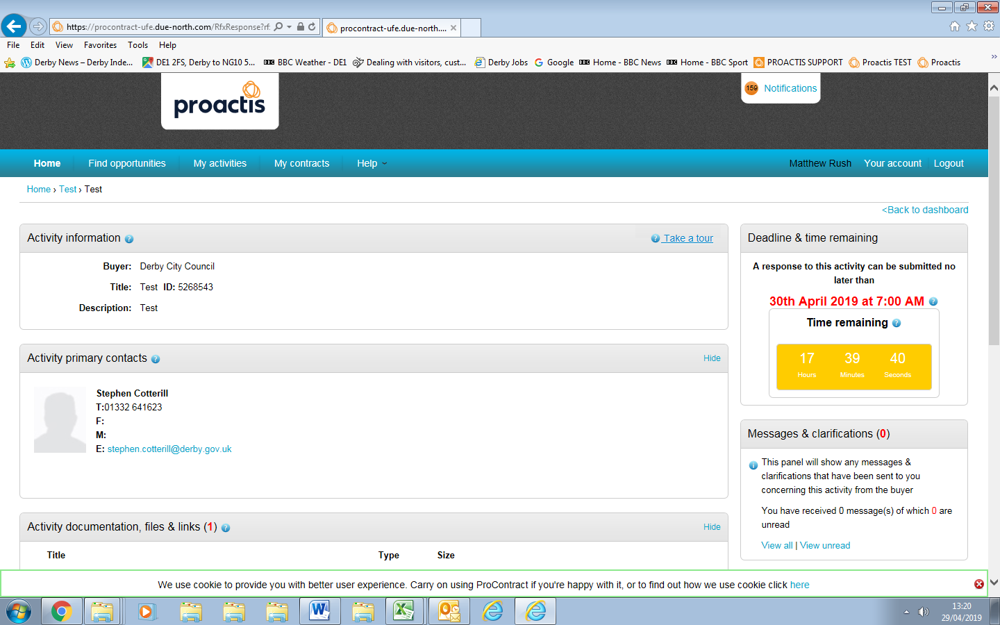 https://procontract-ufe.due-north.com/RfxResponse?rf:
procontract-ufe.due-north....
File Edit View Favorites Tools Help
Derby News – Derby Inde... DE1 2FS, Derby to NG10 5... BBC Weather - DE1 Dealing with visitors, cust... Derby Jobs Google Home - BBC News Home - BBC Sport PROACTIS SUPPORT Proactis TEST Proactis
proactis
159 Notifications
Home Find opportunities My activities My contracts Help Matthew Rush Your account Logout
Home › Test › Test
<Back to dashboard
Activity information Take a tour
Buyer: Derby City Council
Title: Test ID: 5268543
Description: Test
Deadline & time remaining
A response to this activity can be submitted no
later than
30th April 2019 at 7:00 AM
Time remaining
17 39 40
Hours Minutes Seconds
Activity primary contacts Hide
Stephen Cotterill
T:01332 641623
F:
M:
E: stephen.cotterill@derby.gov.uk
Messages & clarifications (0)
This panel will show any messages &
clarifications that have been sent to you
concerning this activity from the buyer
You have received 0 message(s) of which 0 are
unread
View all | View unread
Activity documentation, files & links (1) Hide
Title Type Size
We use cookie to provide you with better user experience. Carry on using ProContract if you're happy with it, or to find out how we use cookie click here
13:20
29/04/2019